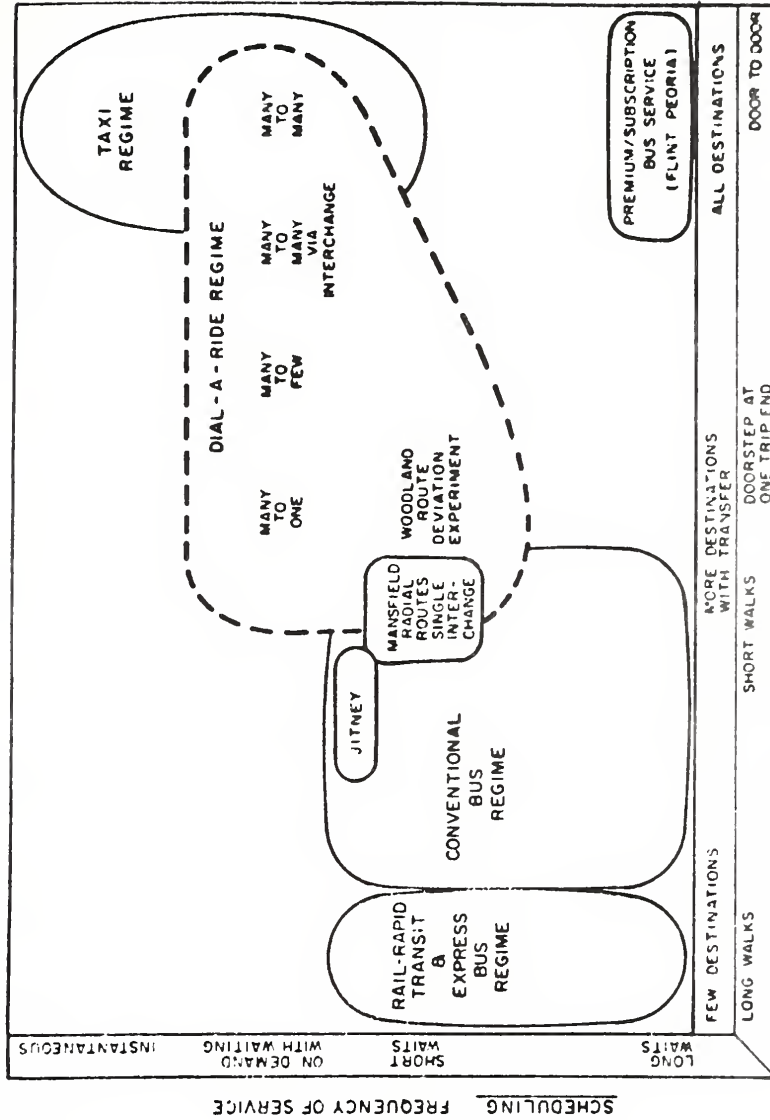 TAXI
REGIME
DIAL-A-RIDE REGIME
MANY
TO
ONE
MANY
TO
FEW
MANY
TO
MANY
VIA
INTERCHANGE
MANY
TO
MANY
WOODLAND
ROUTE
DEVIATION
EXPERIMENT
MANSFIELD
RADIAL
ROUTES
SINGLE
INTER-
CHANGE
JITNEY
CONVENTIONAL
BUS
REGIME
RAIL-RAPID
TRANSIT
&
EXPRESS
BUS
REGIME
PREMIUM/SUBSCRIPTION
BUS SERVICE
(FLINT PEORIA)
SCHEDULING
FREQUENCY OF SERVICE
INSTANTANEOUS
ON DEMAND
WITH WAITING
SHORT
WAITS
LONG
WAITS
FEW DESTINATIONS
MORE DESTINATIONS
WITH TRANSFER
ALL DESTINATIONS
LONG WALKS
SHORT WALKS
DOORSTEP AT
ONE TRIP END
DOOR TO DOOR